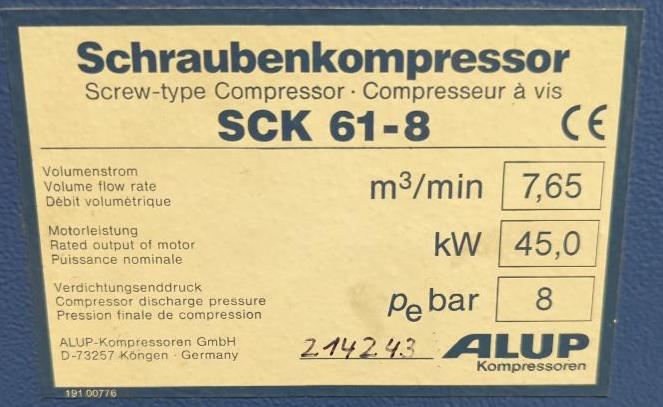 Schraubenkompressor
Screw-type Compressor · Compresseur à vis
SCK 61-8 CE
Volumenstrom
Volume flow rate
Débit volumétrique
m³/min 7,65
Motorleistung
Rated output of motor
Puissance nominale
kW 45,0
Verdichtungsenddruck
Compressor discharge pressure
Pression finale de compression
pe bar 8
ALUP-Kompressoren GmbH
D-73257 Köngen · Germany
214243
ALUP
Kompressoren
191 00776